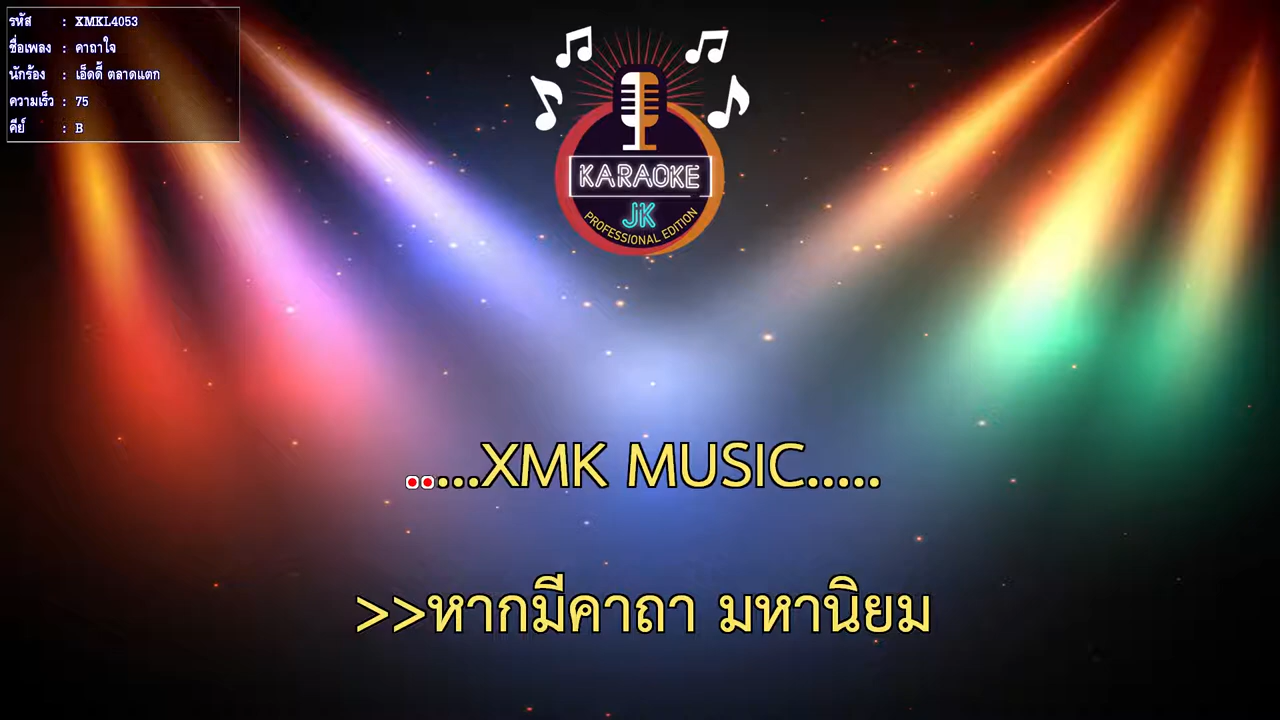 รหัส : XMKL4053
ชื่อเพลง : คาถาใจ
นักร้อง : เอ็ดดี้ ตลาดแตก
ความเร็ว : 75
คีย์ : B
KARAOKE
JK
PROFESSIONAL EDITION
.....XMK MUSIC.....
>>หากมีคาถา มหานิยม